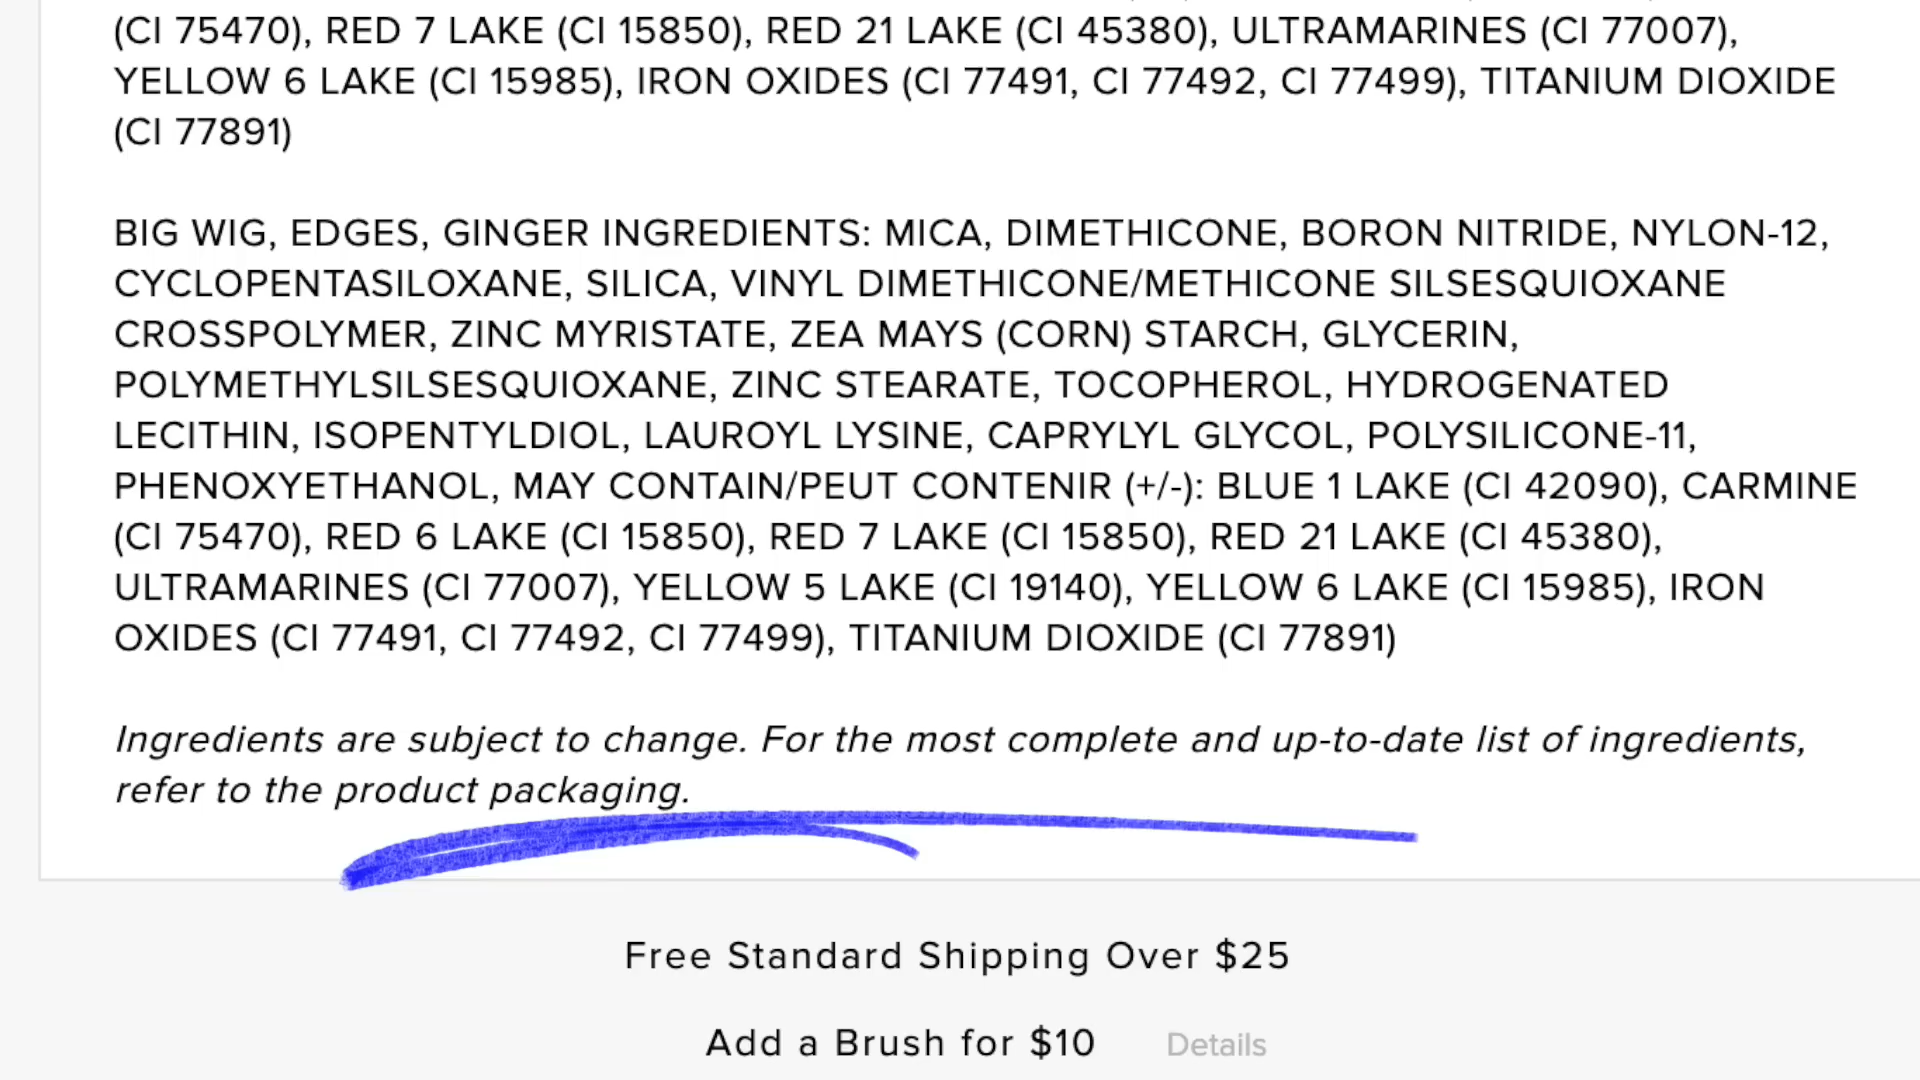 (CI 75470), RED 7 LAKE (CI 15850), RED 21 LAKE (CI 45380), ULTRAMARINES (CI 77007),
YELLOW 6 LAKE (CI 15985), IRON OXIDES (CI 77491, CI 77492, CI 77499), TITANIUM DIOXIDE
(CI 77891)
BIG WIG, EDGES, GINGER INGREDIENTS: MICA, DIMETHICONE, BORON NITRIDE, NYLON-12,
CYCLOPENTASILOXANE, SILICA, VINYL DIMETHICONE/METHICONE SILSESQUIOXANE
CROSSPOLYMER, ZINC MYRISTATE, ZEA MAYS (CORN) STARCH, GLYCERIN,
POLYMETHYLSILSESQUIOXANE, ZINC STEARATE, TOCOPHEROL, HYDROGENATED
LECITHIN, ISOPENTYLDIOL, LAUROYL LYSINE, CAPRYLYL GLYCOL, POLYSILICONE-11,
PHENOXYETHANOL, MAY CONTAIN/PEUT CONTENIR (+/-): BLUE 1 LAKE (CI 42090), CARMINE
(CI 75470), RED 6 LAKE (CI 15850), RED 7 LAKE (CI 15850), RED 21 LAKE (CI 45380),
ULTRAMARINES (CI 77007), YELLOW 5 LAKE (CI 19140), YELLOW 6 LAKE (CI 15985), IRON
OXIDES (CI 77491, CI 77492, CI 77499), TITANIUM DIOXIDE (CI 77891)
Ingredients are subject to change. For the most complete and up-to-date list of ingredients,
refer to the product packaging.
Free Standard Shipping Over $25
Add a Brush for $10 Details